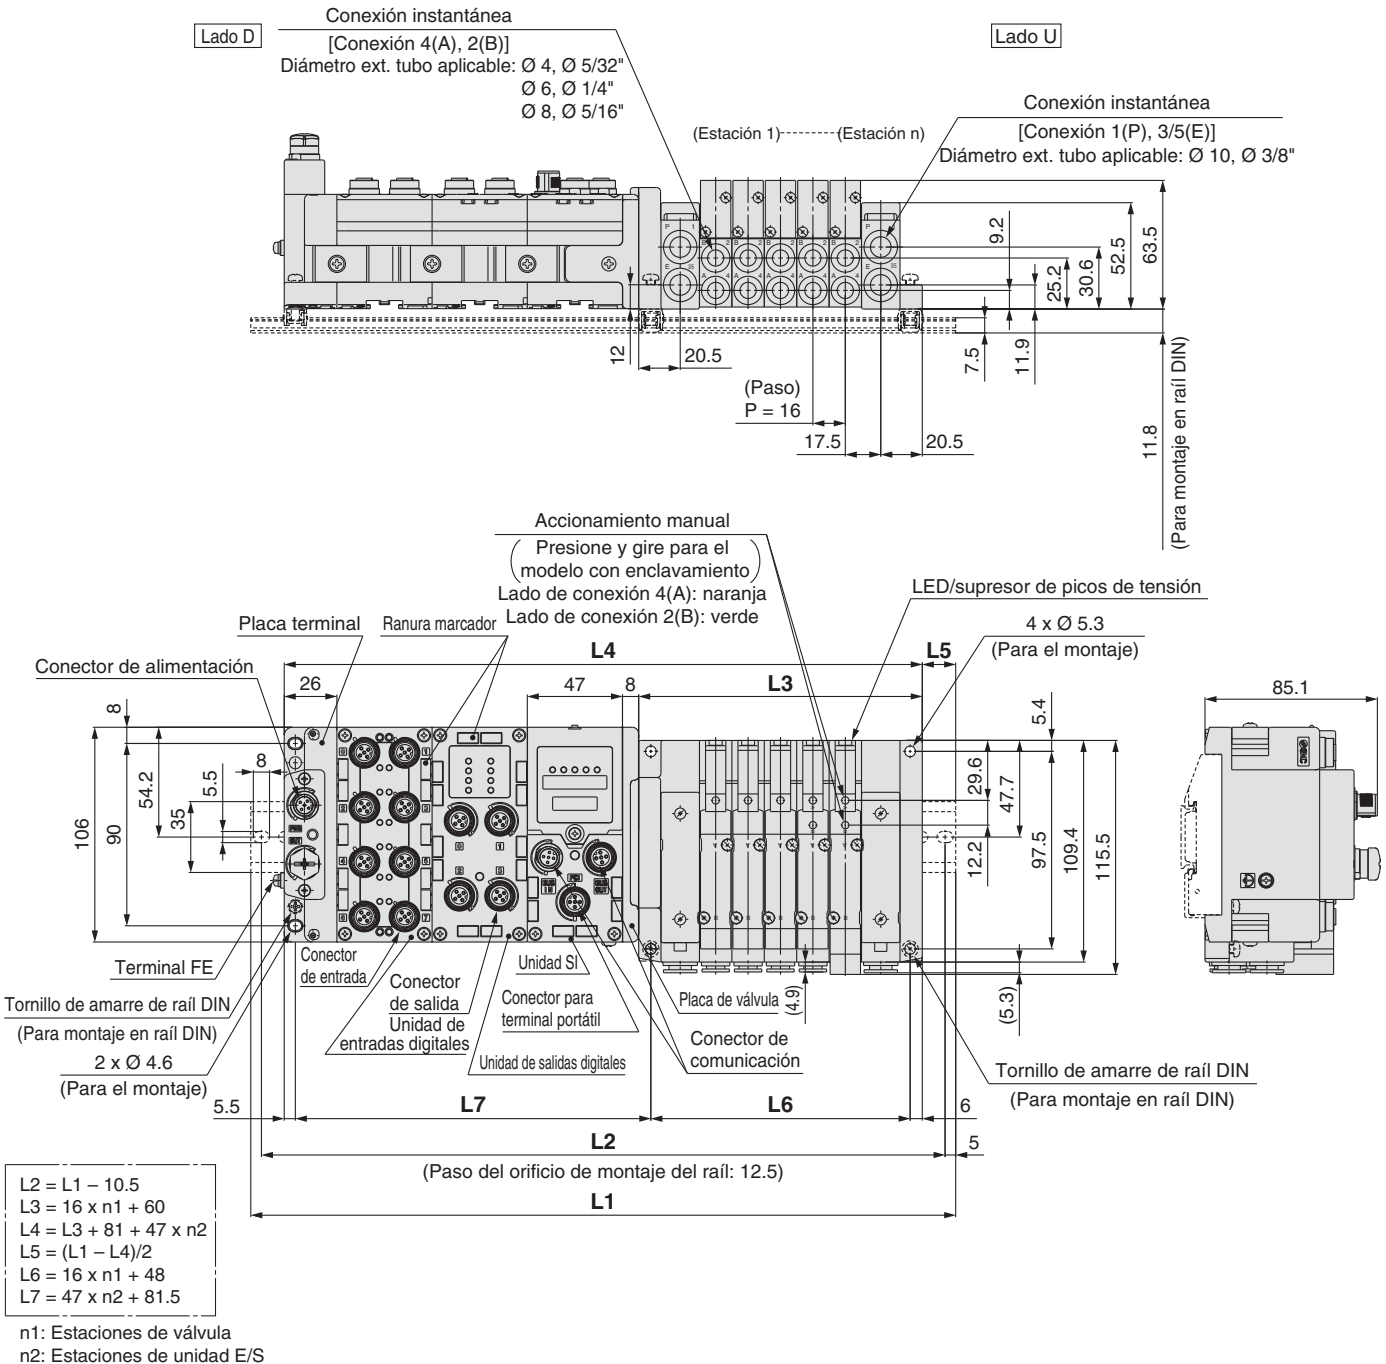 Conexión instantánea
Lado D
[Conexión 4(A), 2(B)]
Diámetro ext. tubo aplicable: Ø 4, Ø 5/32"
Ø 6, Ø 1/4"
Ø 8, Ø 5/16"
Lado U
Conexión instantánea
[Conexión 1(P), 3/5(E)]
Diámetro ext. tubo aplicable: Ø 10, Ø 3/8"
(Estación 1)
(Estación n)
9.2
25.2
30.6
52.5
63.5
12
20.5
(Paso)
P = 16
17.5
20.5
7.5
11.9
11.8
(Para montaje en raíl DIN)
Accionamiento manual
(Presione y gire para el
modelo con enclavamiento)
Lado de conexión 4(A): naranja
Lado de conexión 2(B): verde
LED/supresor de picos de tensión
4 x Ø 5.3
(Para el montaje)
Placa terminal
Ranura marcador
Conector de alimentación
L4
L5
26
47
8
L3
85.1
8
54.2
8
5.5
35
106
90
5.4
29.6
47.7
12.2
97.5
109.4
115.5
Terminal FE
Conector
de entrada
Unidad SI
Conector
de salida
Unidad de
entradas digitales
Conector para
terminal portátil
Placa de válvula
(4.9)
(5.3)
Tornillo de amarre de raíl DIN
(Para montaje en raíl DIN)
2 x Ø 4.6
(Para el montaje)
Unidad de salidas digitales
Conector de
comunicación
Tornillo de amarre de raíl DIN
(Para montaje en raíl DIN)
5.5
L7
L6
6
L2
5
(Paso del orificio de montaje del raíl: 12.5)
L1
L2 = L1 – 10.5
L3 = 16 x n1 + 60
L4 = L3 + 81 + 47 x n2
L5 = (L1 – L4)/2
L6 = 16 x n1 + 48
L7 = 47 x n2 + 81.5
n1: Estaciones de válvula
n2: Estaciones de unidad E/S